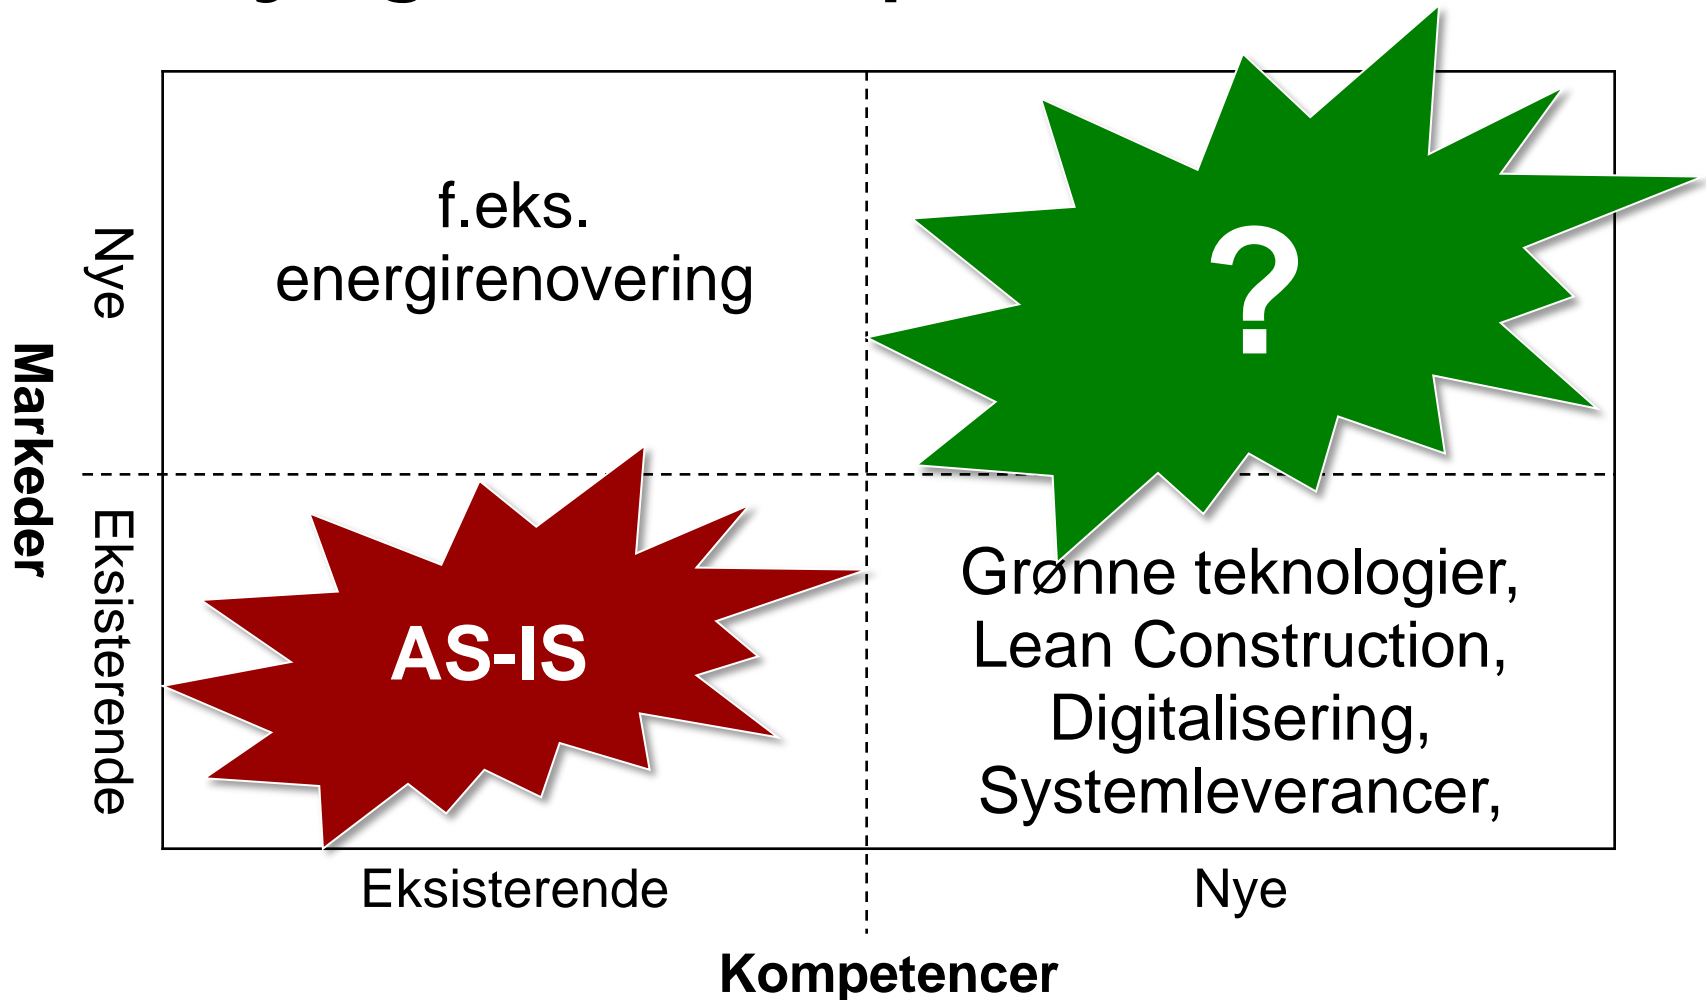 f.eks.
energirenovering
?
Nye
Markeder
Eksisterende
AS-IS
Grønne teknologier,
Lean Construction,
Digitalisering,
Systemleverancer,
Eksisterende
Nye
Kompetencer